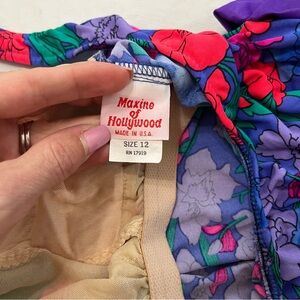 Maxine
of
Hollywood
MADE IN U.S.A.
SIZE 12
RN 17929